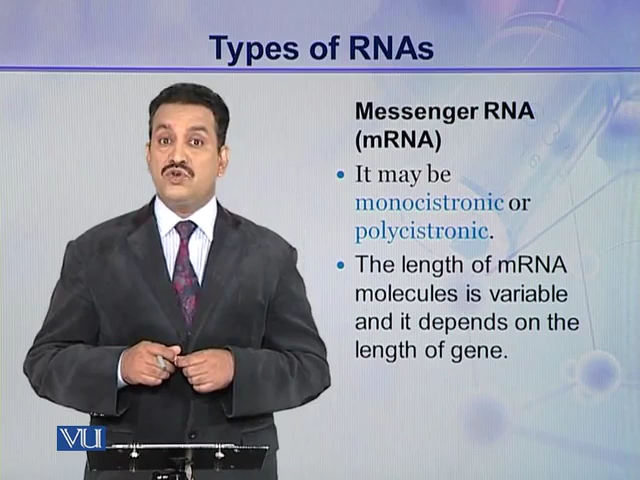 Types of RNAs
Messenger RNA
(mRNA)
• It may be
monocistronic or
polycistronic.
• The length of mRNA
molecules is variable
and it depends on the
length of gene.
VU